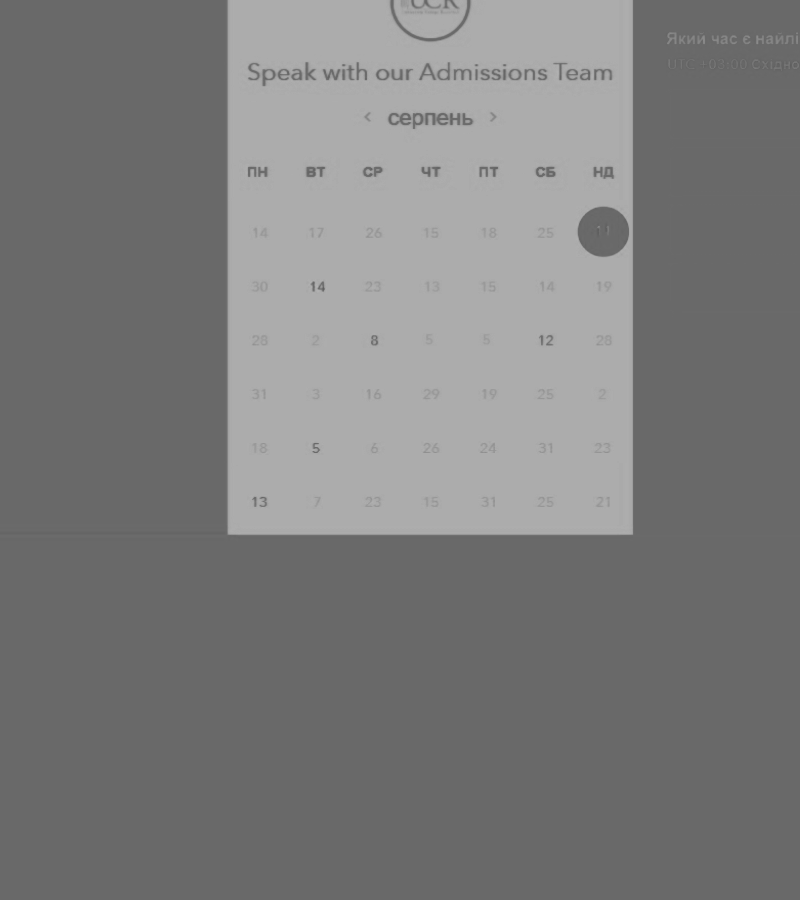 UCR
Який час є найлі
UTC +03:00 Східно
Speak with our Admissions Team
‹ серпень ›
ПН ВТ СР ЧТ ПТ СБ НД
14 17 26 15 18 25 11
30 14 23 13 15 14 19
28 2 8 5 5 12 28
31 3 16 29 19 25 2
18 5 6 26 24 31 23
13 7 23 15 31 25 21